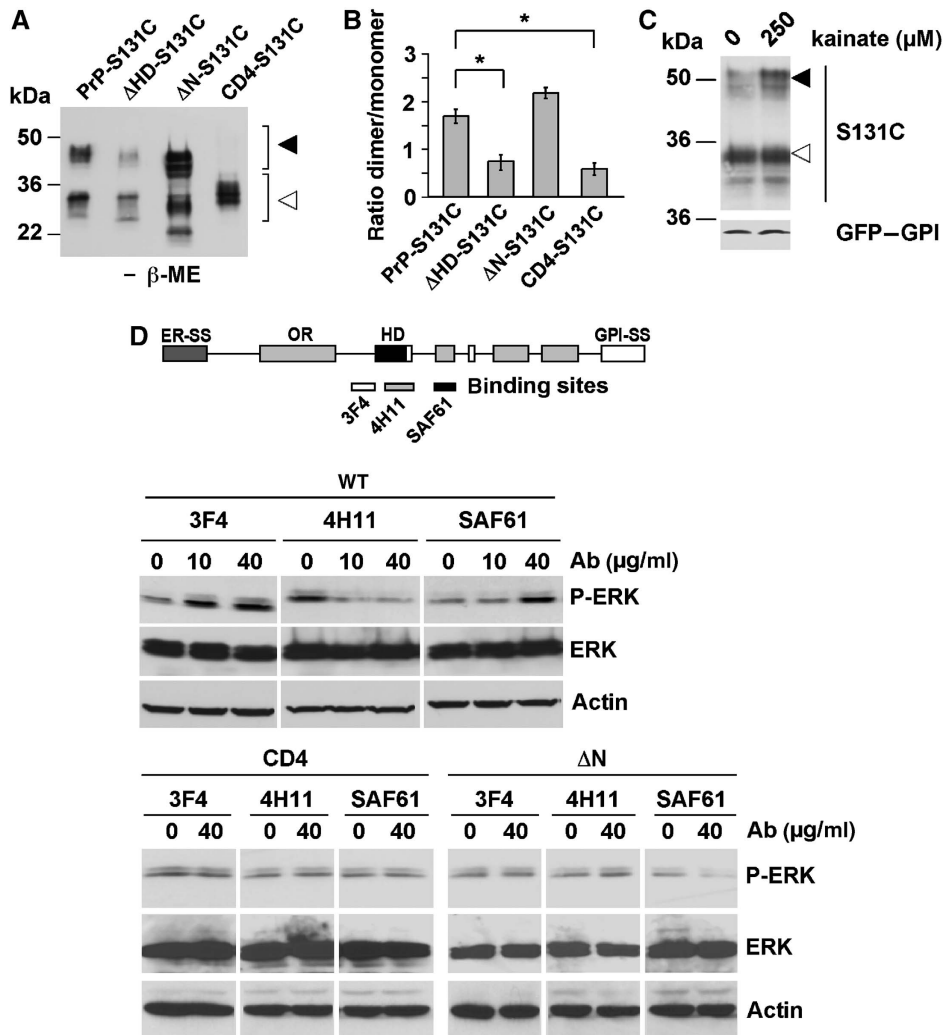 A
PrP-S131C
ΔHD-S131C
ΔN-S131C
CD4-S131C
kDa
50
36
22
– β-ME
B
*
*
Ratio dimer/monomer
3
2
1
0
PrP-S131C
ΔHD-S131C
ΔN-S131C
CD4-S131C
C
kDa
0
250
kainate (µM)
50
36
S131C
36
GFP–GPI
D
ER-SS
OR
HD
GPI-SS
Binding sites
3F4
4H11
SAF61
WT
3F4 4H11 SAF61
0 10 40 0 10 40 0 10 40 Ab (µg/ml)
P-ERK
ERK
Actin
CD4 ΔN
3F4 4H11 SAF61 3F4 4H11 SAF61
0 40 0 40 0 40 0 40 0 40 0 40 Ab (µg/ml)
P-ERK
ERK
Actin